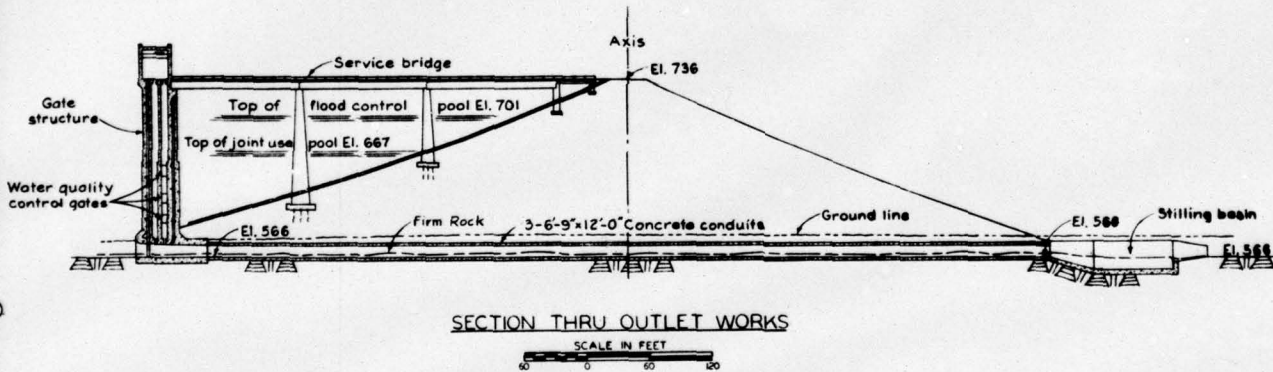 Axis
El. 736
Service bridge
Gate structure
Top of flood control pool El. 701
Top of joint use pool El. 667
Water quality control gates
Firm Rock
3-6'-9"x12'-0" Concrete conduits
Ground line
El. 566
El. 566
Stilling basin
El. 566
SECTION THRU OUTLET WORKS
SCALE IN FEET
60 0 60 120